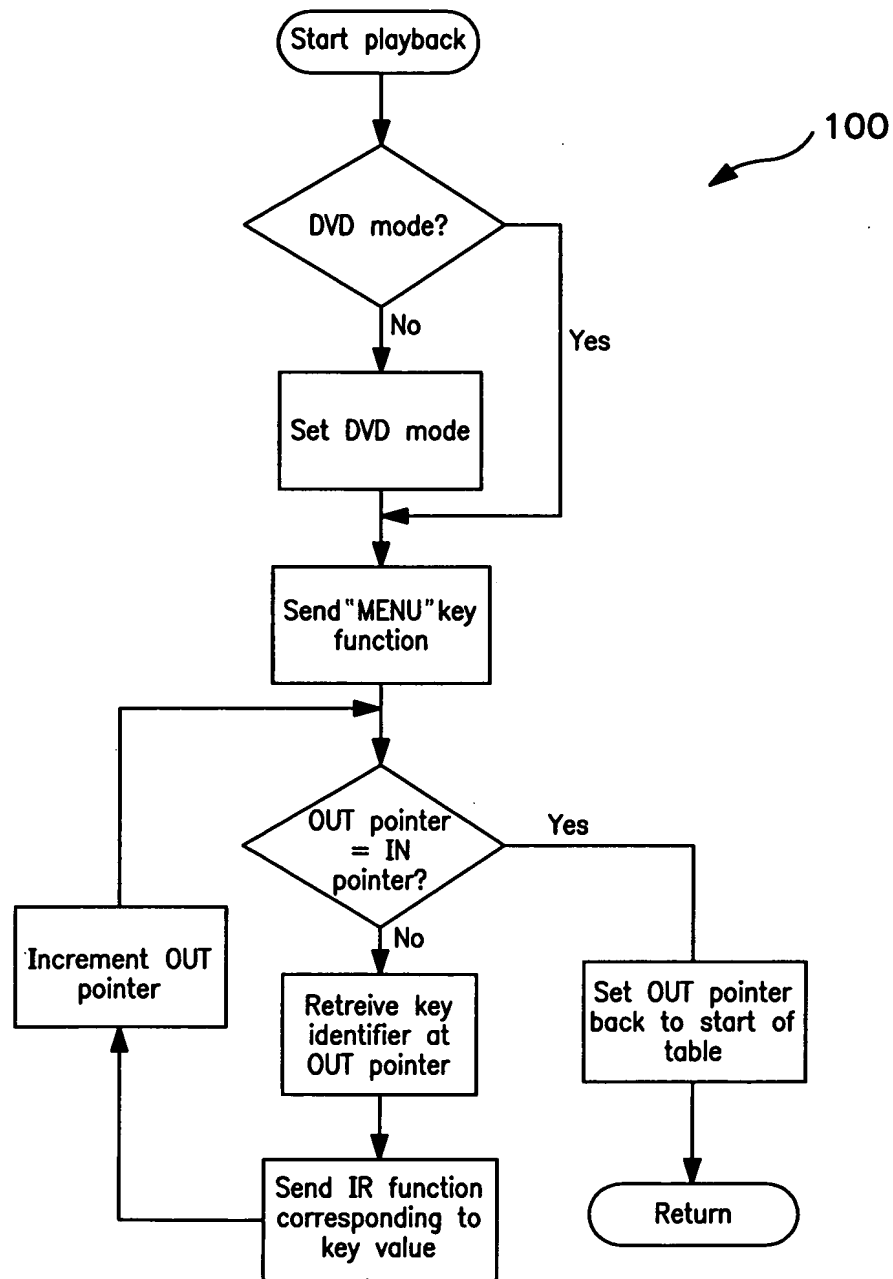 Start playback
100
DVD mode?
No
Yes
Set DVD mode
Send "MENU" key
function
OUT pointer
= IN
pointer?
Yes
No
Increment OUT
pointer
Retreive key
identifier at
OUT pointer
Set OUT pointer
back to start of
table
Send IR function
corresponding to
key value
Return